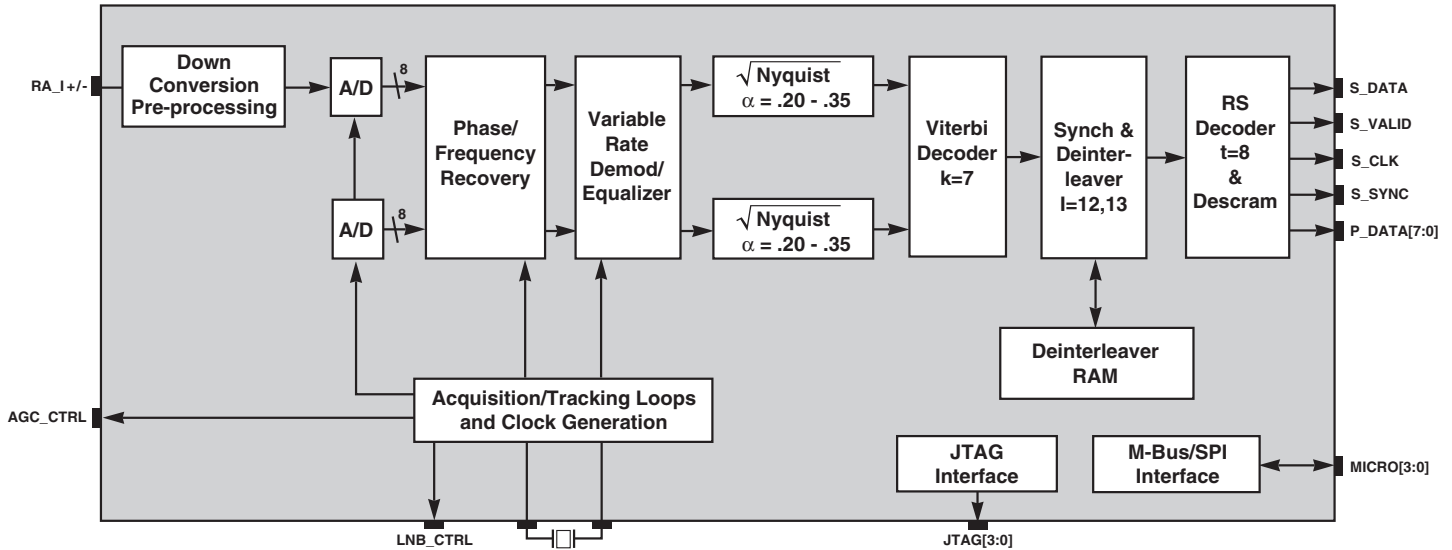 RA_I +/-
Down
Conversion
Pre-processing
A/D
8
A/D
8
Phase/
Frequency
Recovery
Variable
Rate
Demod/
Equalizer
√Nyquist
α = .20 - .35
√Nyquist
α = .20 - .35
Viterbi
Decoder
k=7
Synch &
Deinter-
leaver
I=12,13
RS
Decoder
t=8
&
Descram
S_DATA
S_VALID
S_CLK
S_SYNC
P_DATA[7:0]
Deinterleaver
RAM
Acquisition/Tracking Loops
and Clock Generation
AGC_CTRL
JTAG
Interface
M-Bus/SPI
Interface
MICRO[3:0]
LNB_CTRL
JTAG[3:0]